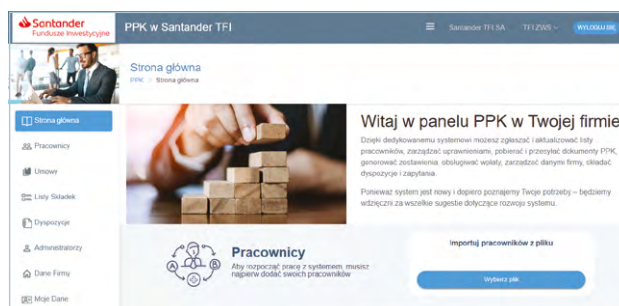 Santander
Fundusze Inwestycyjne
PPK w Santander TFI
Santander TFI SA
TFI ZWS
WYLOGUJ SIĘ
Strona główna
PPK > Strona główna
Strona główna
Pracownicy
Umowy
Listy Składek
Dyspozycje
Administratorzy
Dane Firmy
Moje Dane
Witaj w panelu PPK w Twojej firmie
Dzięki dedykowanemu systemowi możesz zgłaszać i aktualizować listy
pracowników, zarządzać uprawnieniami, pobierać i przesyłać dokumenty PPK,
generować zestawienia, obsługiwać wpłaty, zarządzać danymi firmy, składać
dyspozycje i zapytania.
Ponieważ system jest nowy i dopiero poznajemy Twoje potrzeby – będziemy
wdzięczni za wszelkie sugestie dotyczące rozwoju systemu.
A
B
Pracownicy
Aby rozpocząć pracę z systemem, musisz
najpierw dodać swoich pracowników
Importuj pracowników z pliku
Wybierz plik